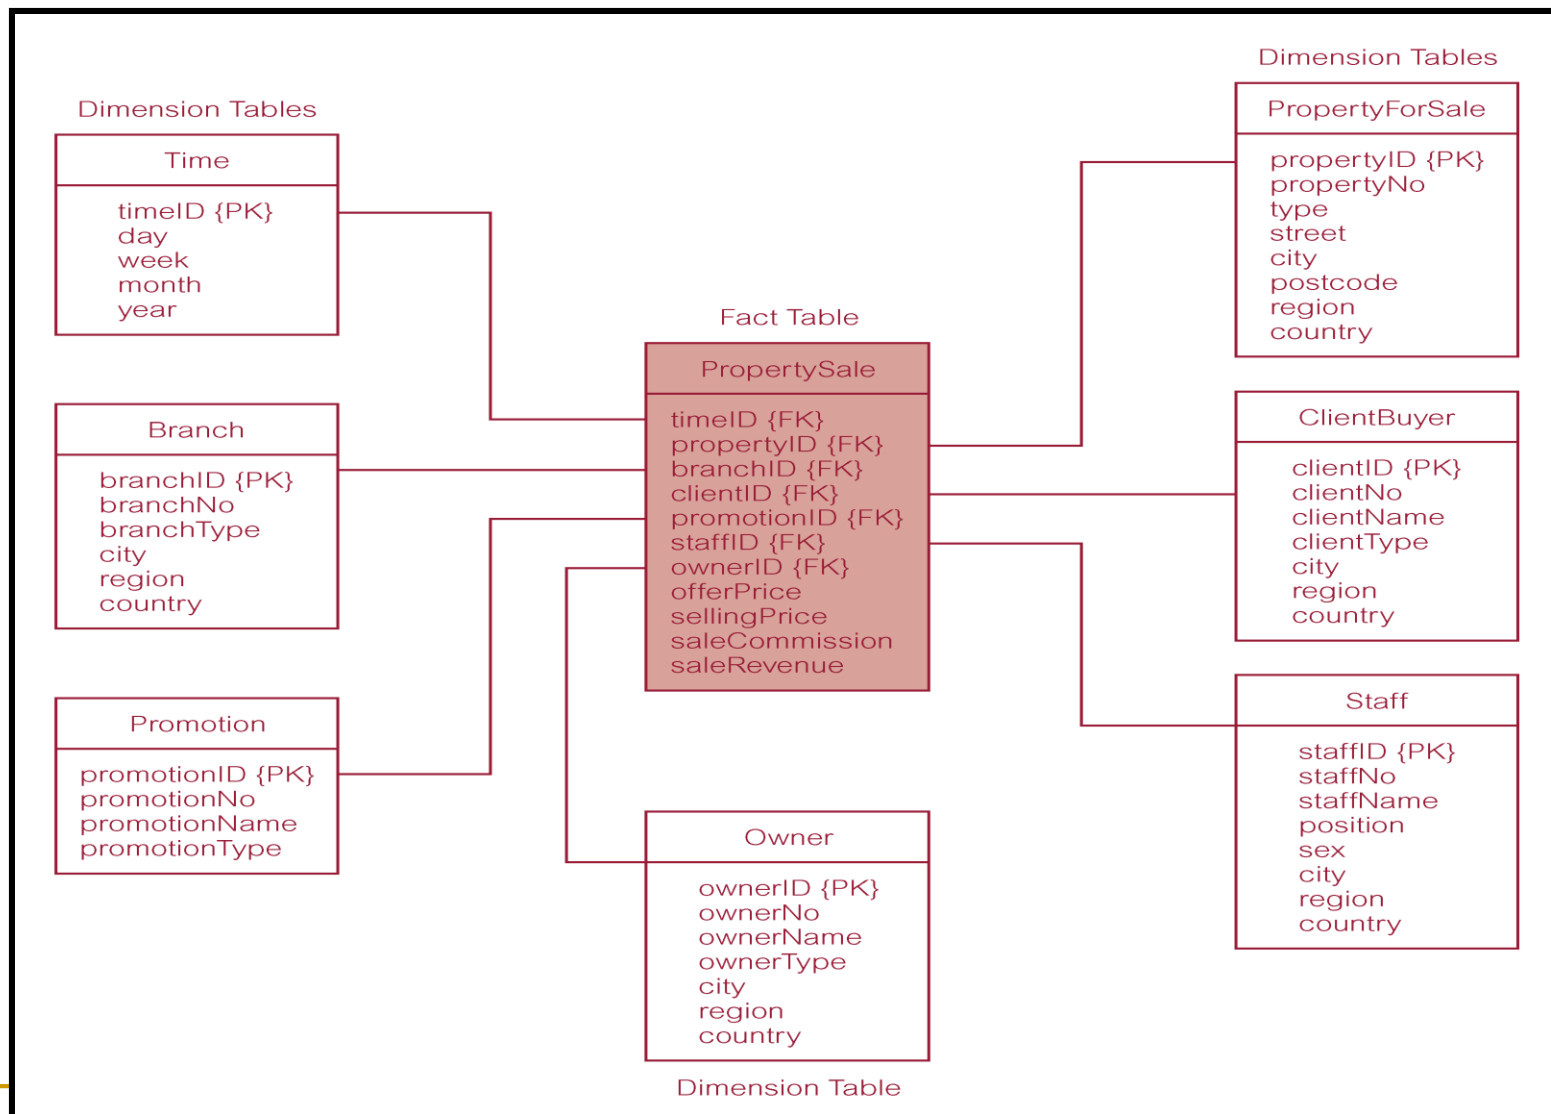 Dimension Tables
Time
timeID {PK}
day
week
month
year
Branch
branchID {PK}
branchNo
branchType
city
region
country
Promotion
promotionID {PK}
promotionNo
promotionName
promotionType
Fact Table
PropertySale
timeID {FK}
propertyID {FK}
branchID {FK}
clientID {FK}
promotionID {FK}
staffID {FK}
ownerID {FK}
offerPrice
sellingPrice
saleCommission
saleRevenue
Owner
ownerID {PK}
ownerNo
ownerName
ownerType
city
region
country
Dimension Table
Dimension Tables
PropertyForSale
propertyID {PK}
propertyNo
type
street
city
postcode
region
country
ClientBuyer
clientID {PK}
clientNo
clientName
clientType
city
region
country
Staff
staffID {PK}
staffNo
staffName
position
sex
city
region
country